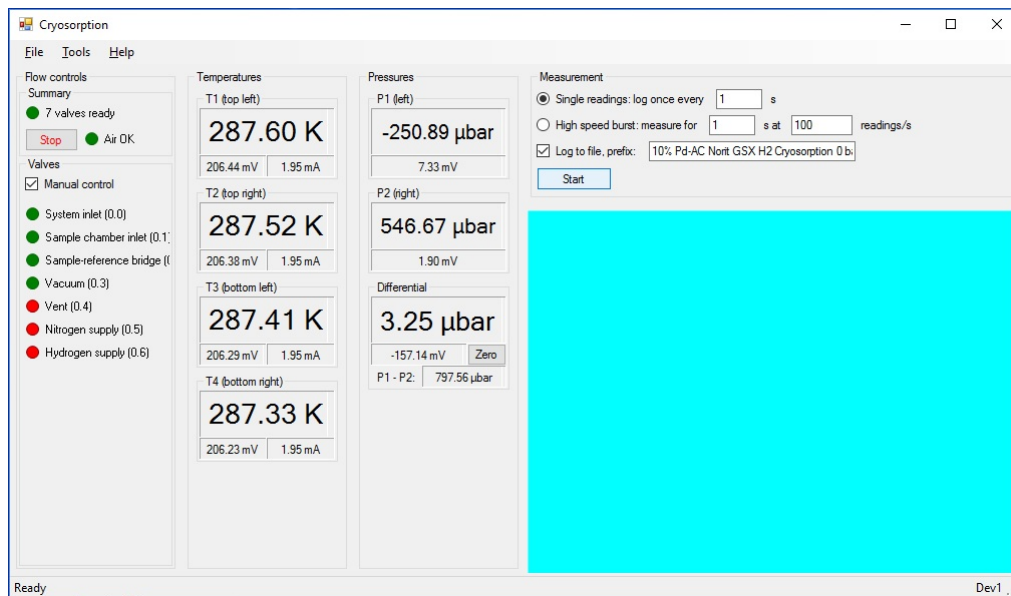 Cryosorption
File Tools Help
Flow controls
Summary
7 valves ready
Stop Air OK
Valves
Manual control
System inlet (0.0)
Sample chamber inlet (0.1
Sample-reference bridge (
Vacuum (0.3)
Vent (0.4)
Nitrogen supply (0.5)
Hydrogen supply (0.6)
Temperatures
T1 (top left)
287.60 K
206.44 mV 1.95 mA
T2 (top right)
287.52 K
206.38 mV 1.95 mA
T3 (bottom left)
287.41 K
206.29 mV 1.95 mA
T4 (bottom right)
287.33 K
206.23 mV 1.95 mA
Pressures
P1 (left)
-250.89 µbar
7.33 mV
P2 (right)
546.67 µbar
1.90 mV
Differential
3.25 µbar
-157.14 mV Zero
P1 - P2: 797.56 µbar
Measurement
Single readings: log once every 1 s
High speed burst: measure for 1 s at 100 readings/s
Log to file, prefix: 10% Pd-AC Norit GSX H2 Cryosorption 0 b
Start
Ready Dev1